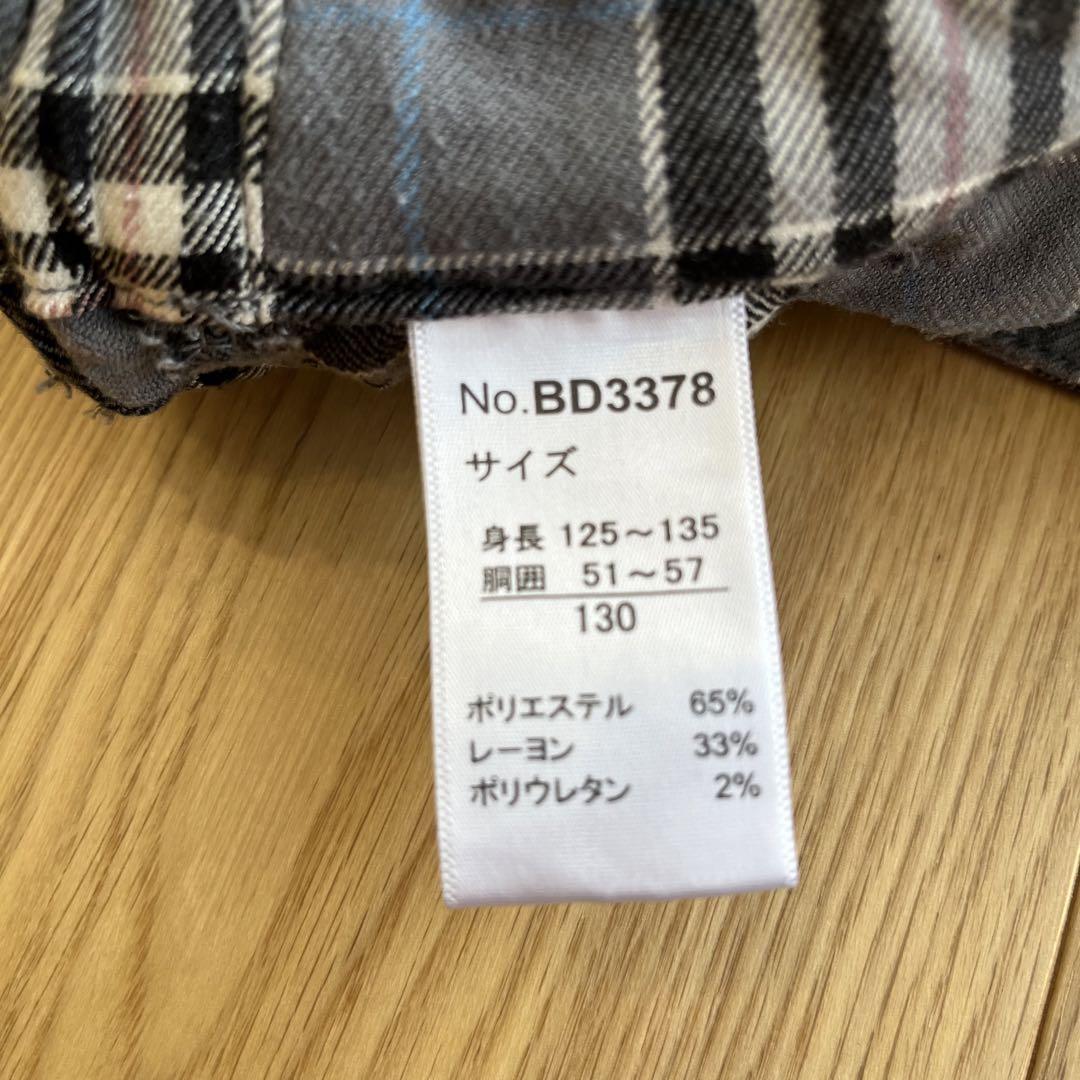 No.BD3378
サイズ
身長 125～135
胴囲 51～57
130
ポリエステル 65%
レーヨン 33%
ポリウレタン 2%